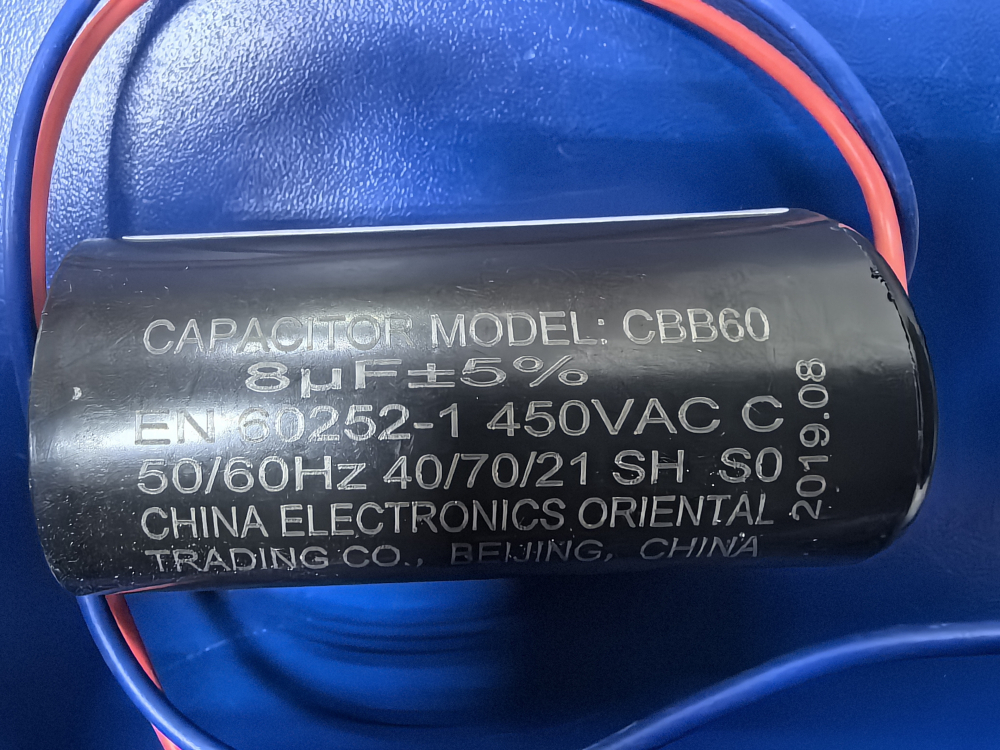 CAPACITOR MODEL: CBB60
8µF±5%
EN 60252-1 450VAC C
50/60Hz 40/70/21 SH S0
CHINA ELECTRONICS ORIENTAL
TRADING CO., BEIJING, CHINA
2019.08